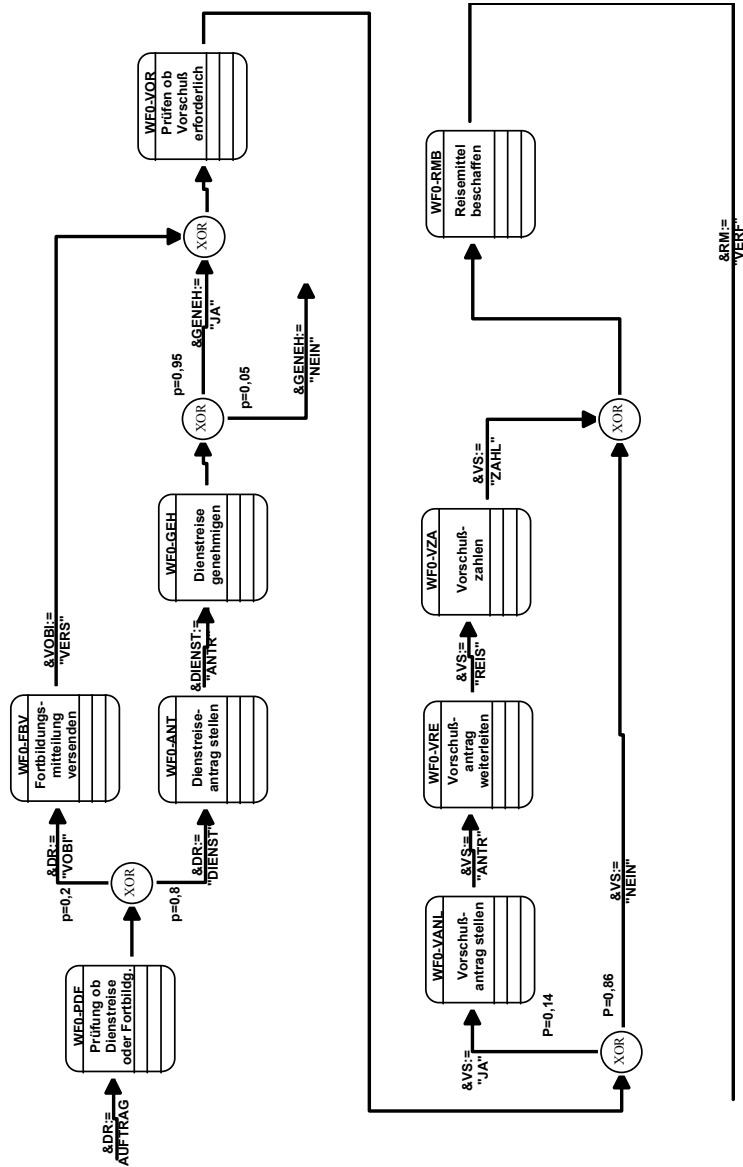 &DR:=
AUFTRAG
WF0-PDF
Prüfung ob
Dienstreise
oder Fortbildg.
XOR
p=0,2
&DR:=
"VOBI"
WF0-FBV
Fortbildungs-
mitteilung
versenden
&VOBI:=
"VERS"
p=0,8
&DR:=
"DIENST"
WF0-ANT
Dienstreise-
antrag stellen
&DIENST:=
"ANTR"
WF0-GEH
Dienstreise
genehmigen
XOR
p=0,95
&GENEH:=
"JA"
p=0,05
&GENEH:=
"NEIN"
XOR
WF0-VOR
Prüfen ob
Vorschuß
erforderlich
XOR
&VS:=
"JA"
P=0,14
WF0-VANL
Vorschuß-
antrag stellen
&VS:=
"ANTR"
WF0-VRE
Vorschuß-
antrag
weiterleiten
&VS:=
"REIS"
WF0-VZA
Vorschuß-
zahlen
&VS:=
"ZAHL"
P=0,86
&VS:=
"NEIN"
XOR
WF0-RMB
Reisemittel
beschaffen
&RM:=
"VERF"